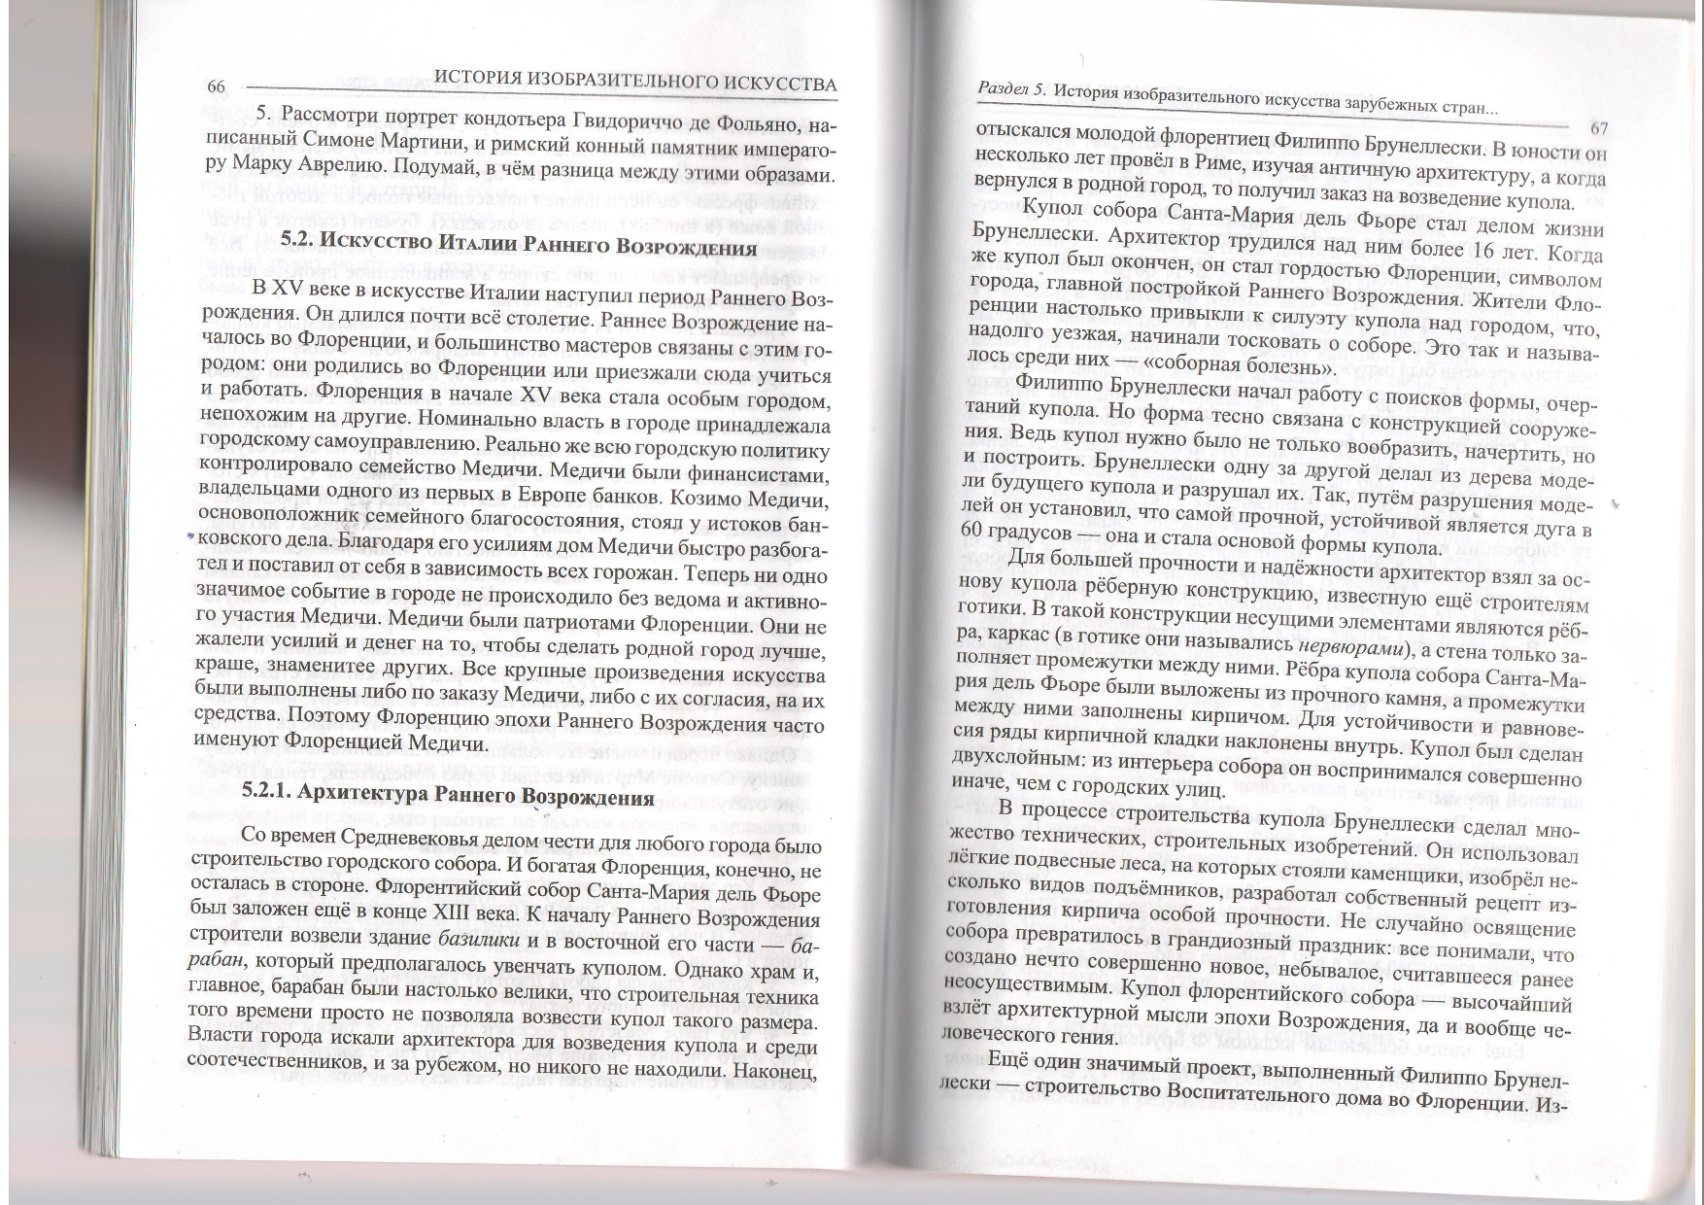 66
ИСТОРИЯ ИЗОБРАЗИТЕЛЬНОГО ИСКУССТВА
5. Рассмотри портрет кондотьера Гвидориччо де Фольяно, на-
писанный Симоне Мартини, и римский конный памятник императо-
ру Марку Аврелию. Подумай, в чём разница между этими образами.
5.2. Искусство Италии Раннего Возрождения
В XV веке в искусстве Италии наступил период Раннего Воз-
рождения. Он длился почти всё столетие. Раннее Возрождение на-
чалось во Флоренции, и большинство мастеров связаны с этим го-
родом: они родились во Флоренции или приезжали сюда учиться
и работать. Флоренция в начале XV века стала особым городом,
непохожим на другие. Номинально власть в городе принадлежала
городскому самоуправлению. Реально же всю городскую политику
контролировало семейство Медичи. Медичи были финансистами,
владельцами одного из первых в Европе банков. Козимо Медичи,
основоположник семейного благосостояния, стоял у истоков бан-
ковского дела. Благодаря его усилиям дом Медичи быстро разбога-
тел и поставил от себя в зависимость всех горожан. Теперь ни одно
значимое событие в городе не происходило без ведома и активно-
го участия Медичи. Медичи были патриотами Флоренции. Они не
жалели усилий и денег на то, чтобы сделать родной город лучше,
краше, знаменитее других. Все крупные произведения искусства
были выполнены либо по заказу Медичи, либо с их согласия, на их
средства. Поэтому Флоренцию эпохи Раннего Возрождения часто
именуют Флоренцией Медичи.
5.2.1. Архитектура Раннего Возрождения
Со времен Средневековья делом чести для любого города было
строительство городского собора. И богатая Флоренция, конечно, не
осталась в стороне. Флорентийский собор Санта-Мария дель Фьоре
был заложен ещё в конце XIII века. К началу Раннего Возрождения
строители возвели здание базилики и в восточной его части — ба-
рабан, который предполагалось увенчать куполом. Однако храм и,
главное, барабан были настолько велики, что строительная техника
того времени просто не позволяла возвести купол такого размера.
Власти города искали архитектора для возведения купола и среди
соотечественников, и за рубежом, но никого не находили. Наконец,
Раздел 5. История изобразительного искусства зарубежных стран...
67
отыскался молодой флорентиец Филиппо Брунеллески. В юности он
несколько лет провёл в Риме, изучая античную архитектуру, а когда
вернулся в родной город, то получил заказ на возведение купола.
Купол собора Санта-Мария дель Фьоре стал делом жизни
Брунеллески. Архитектор трудился над ним более 16 лет. Когда
же купол был окончен, он стал гордостью Флоренции, символом
города, главной постройкой Раннего Возрождения. Жители Фло-
ренции настолько привыкли к силуэту купола над городом, что,
надолго уезжая, начинали тосковать о соборе. Это так и называ-
лось среди них — «соборная болезнь».
Филиппо Брунеллески начал работу с поисков формы, очер-
таний купола. Но форма тесно связана с конструкцией сооруже-
ния. Ведь купол нужно было не только вообразить, начертить, но
и построить. Брунеллески одну за другой делал из дерева моде-
ли будущего купола и разрушал их. Так, путём разрушения моде-
лей он установил, что самой прочной, устойчивой является дуга в
60 градусов — она и стала основой формы купола.
Для большей прочности и надёжности архитектор взял за ос-
нову купола рёберную конструкцию, известную ещё строителям
готики. В такой конструкции несущими элементами являются рёб-
ра, каркас (в готике они назывались нервюрами), а стена только за-
полняет промежутки между ними. Рёбра купола собора Санта-Ма-
рия дель Фьоре были выложены из прочного камня, а промежутки
между ними заполнены кирпичом. Для устойчивости и равнове-
сия ряды кирпичной кладки наклонены внутрь. Купол был сделан
двухслойным: из интерьера собора он воспринимался совершенно
иначе, чем с городских улиц.
В процессе строительства купола Брунеллески сделал мно-
жество технических, строительных изобретений. Он использовал
лёгкие подвесные леса, на которых стояли каменщики, изобрёл не-
сколько видов подъёмников, разработал собственный рецепт из-
готовления кирпича особой прочности. Не случайно освящение
собора превратилось в грандиозный праздник: все понимали, что
создано нечто совершенно новое, небывалое, считавшееся ранее
неосуществимым. Купол флорентийского собора — высочайший
взлёт архитектурной мысли эпохи Возрождения, да и вообще че-
ловеческого гения.
Ещё один значимый проект, выполненный Филиппо Брунел-
лески — строительство Воспитательного дома во Флоренции. Из-